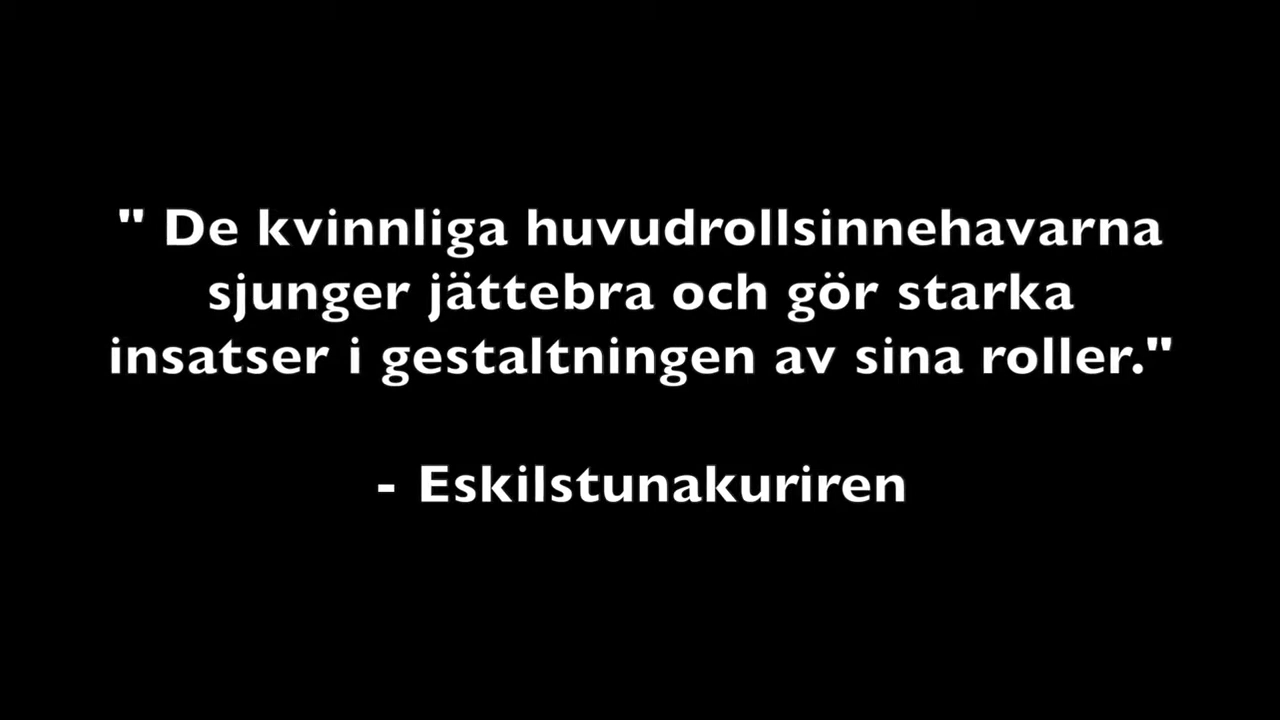 " De kvinnliga huvudrollsinnehavarna
sjunger jättebra och gör starka
insatser i gestaltningen av sina roller."
- Eskilstunakuriren